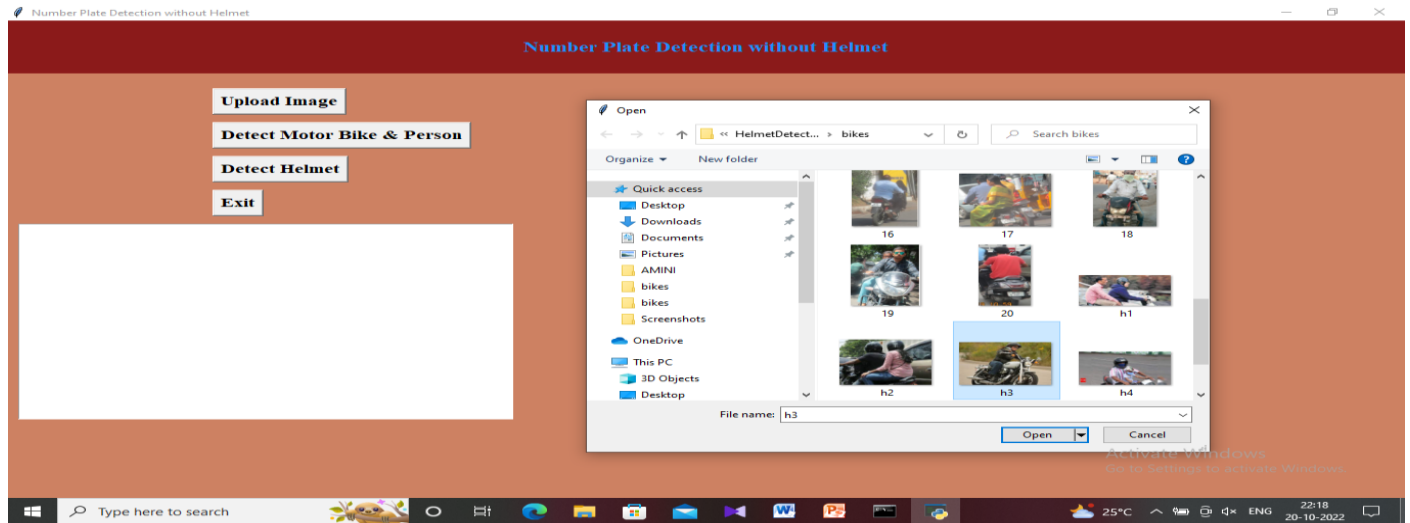 Number Plate Detection without Helmet
Number Plate Detection without Helmet
Upload Image
Detect Motor Bike & Person
Detect Helmet
Exit
Open
« HelmetDetect... › bikes
Search bikes
Organize
New folder
Quick access
Desktop
Downloads
Documents
Pictures
AMINI
bikes
bikes
Screenshots
OneDrive
This PC
3D Objects
Desktop
16 17 18
19 20 h1
h2 h3 h4
File name: h3
Open Cancel
Activate Windows
Go to Settings to activate Windows.
Type here to search
25°C ENG 22:18
20-10-2022